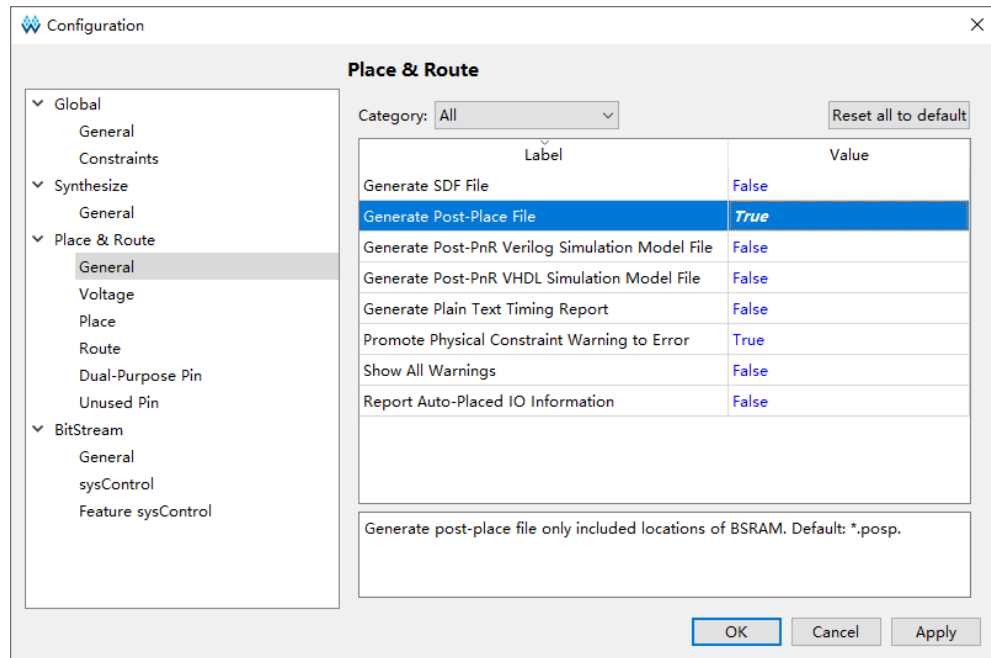 Configuration
Place & Route
Global
General
Constraints
Synthesize
General
Place & Route
General
Voltage
Place
Route
Dual-Purpose Pin
Unused Pin
BitStream
General
sysControl
Feature sysControl
Category: All Reset all to default
Label Value
Generate SDF File False
Generate Post-Place File True
Generate Post-PnR Verilog Simulation Model File False
Generate Post-PnR VHDL Simulation Model File False
Generate Plain Text Timing Report False
Promote Physical Constraint Warning to Error True
Show All Warnings False
Report Auto-Placed IO Information False
Generate post-place file only included locations of BSRAM. Default: *.posp.
OK Cancel Apply